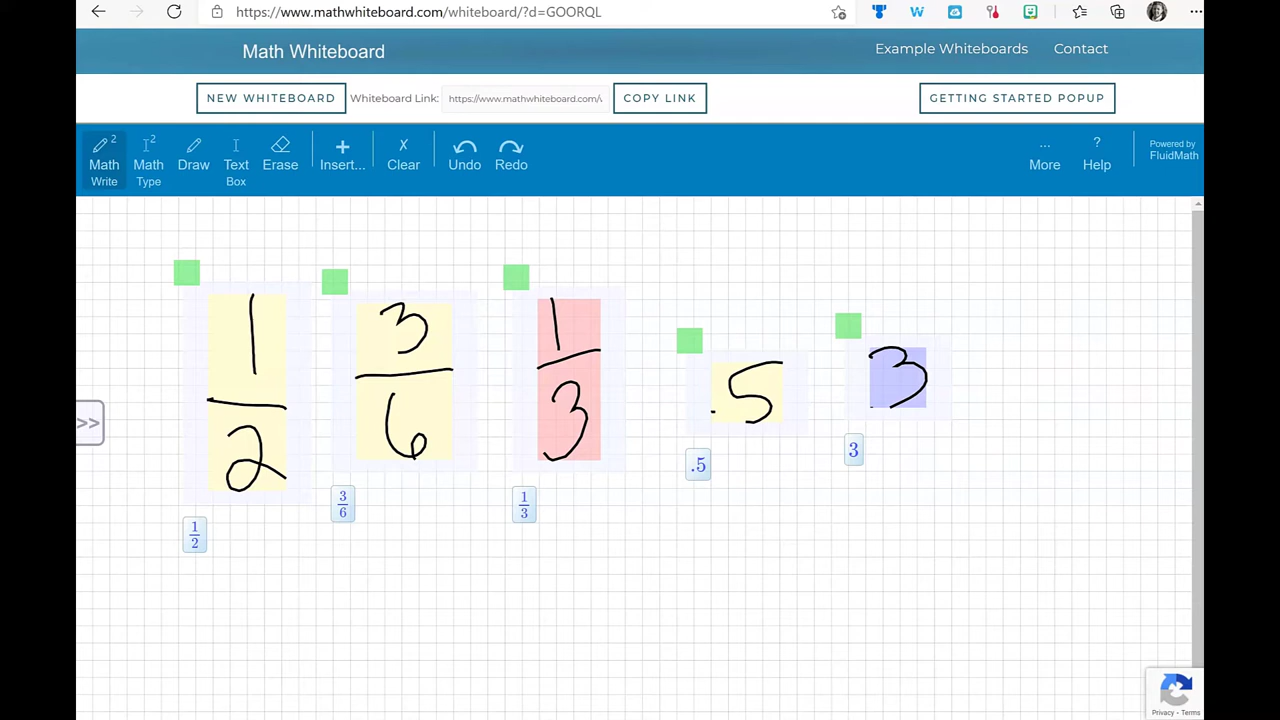 https://www.mathwhiteboard.com/whiteboard/?d=GOORQL
Math Whiteboard
Example Whiteboards Contact
NEW WHITEBOARD Whiteboard Link: https://www.mathwhiteboard.com/ COPY LINK GETTING STARTED POPUP
Math Write
Math Type
Draw
Text Box
Erase
Insert...
Clear
Undo
Redo
More
Help
Powered by FluidMath
1/2 3/6 1/3 .5 3
1/2 3/6 1/3 .5 3
>>
Privacy - Terms